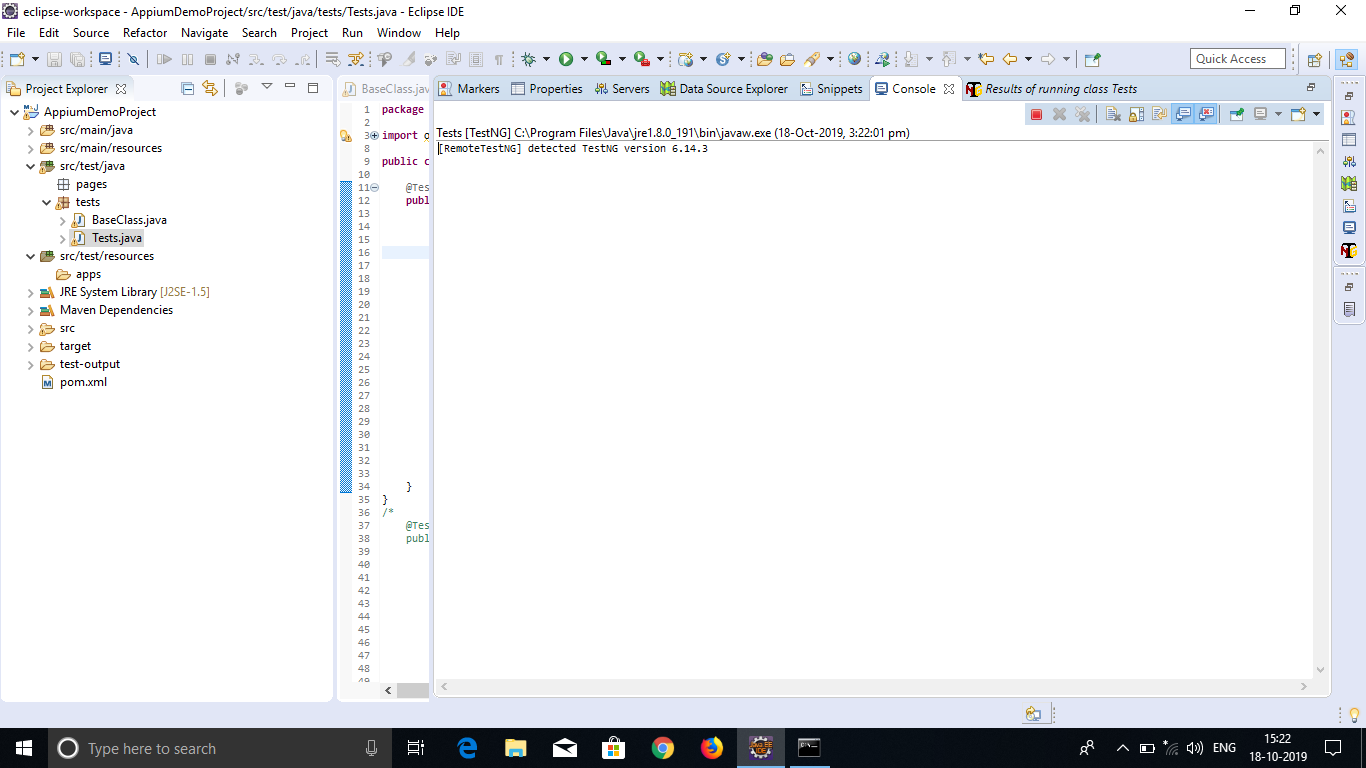 eclipse-workspace - AppiumDemoProject/src/test/java/tests/Tests.java - Eclipse IDE
File Edit Source Refactor Navigate Search Project Run Window Help
Quick Access
Project Explorer
AppiumDemoProject
src/main/java
src/main/resources
src/test/java
pages
tests
BaseClass.java
Tests.java
src/test/resources
apps
JRE System Library [J2SE-1.5]
Maven Dependencies
src
target
test-output
pom.xml
BaseClass.jav
1 package
2
3 import o
8
9 public c
10
11 @Tes
12 publ
13
14
15
16
17
18
19
20
21
22
23
24
25
26
27
28
29
30
31
32
33
34 }
35 }
36 /*
37 @Tes
38 publ
39
40
41
42
43
44
45
46
47
48
49
Markers Properties Servers Data Source Explorer Snippets Console Results of running class Tests
Tests [TestNG] C:\Program Files\Java\jre1.8.0_191\bin\javaw.exe (18-Oct-2019, 3:22:01 pm)
[RemoteTestNG] detected TestNG version 6.14.3
Type here to search
JAVA EE
IDE
ENG
15:22
18-10-2019